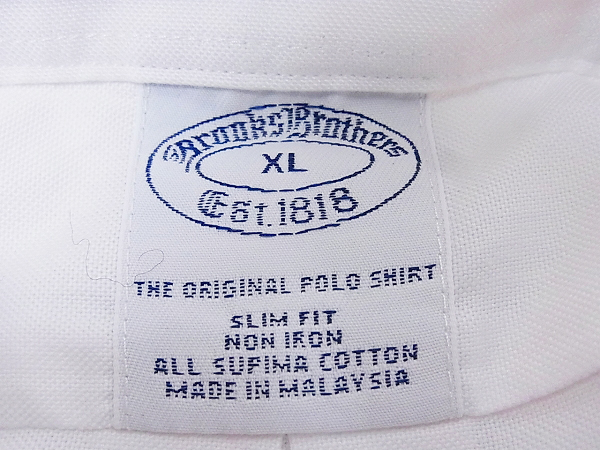 Brooks Brothers
XL
Est. 1818
THE ORIGINAL POLO SHIRT
SLIM FIT
NON IRON
ALL SUPIMA COTTON
MADE IN MALAYSIA